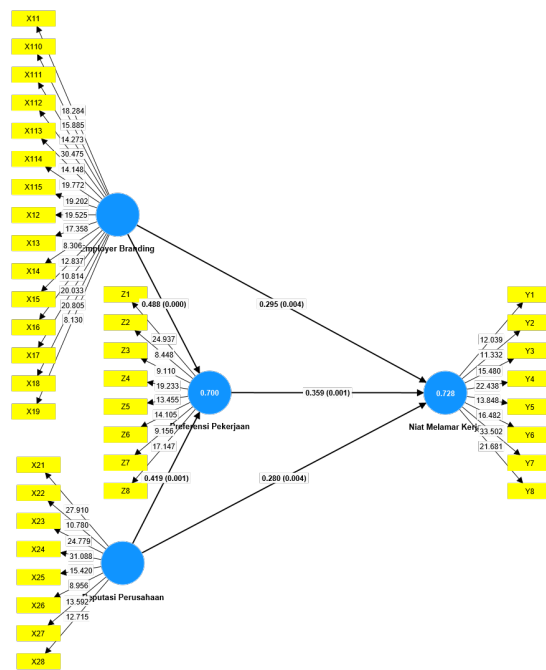 X11
X110
X111
X112
X113
X114
X115
X12
X13
X14
X15
X16
X17
X18
X19
18.284
15.885
14.273
30.475
14.148
19.772
19.202
19.525
17.358
8.306
12.837
10.814
20.033
20.805
8.130
mployer Branding
0.488 (0.000)
0.295 (0.004)
Z1
Z2
Z3
Z4
Z5
Z6
Z7
Z8
24.937
8.448
9.110
19.233
13.455
14.105
9.156
17.147
0.700
Preferensi Pekerjaan
0.359 (0.001)
0.419 (0.001)
0.280 (0.004)
Y1
Y2
Y3
Y4
Y5
Y6
Y7
Y8
12.039
11.332
15.480
22.438
13.848
16.482
33.502
21.681
0.728
Niat Melamar Kerja
X21
X22
X23
X24
X25
X26
X27
X28
27.910
10.780
24.779
31.088
15.420
8.956
13.592
12.715
eputasi Perusahaan